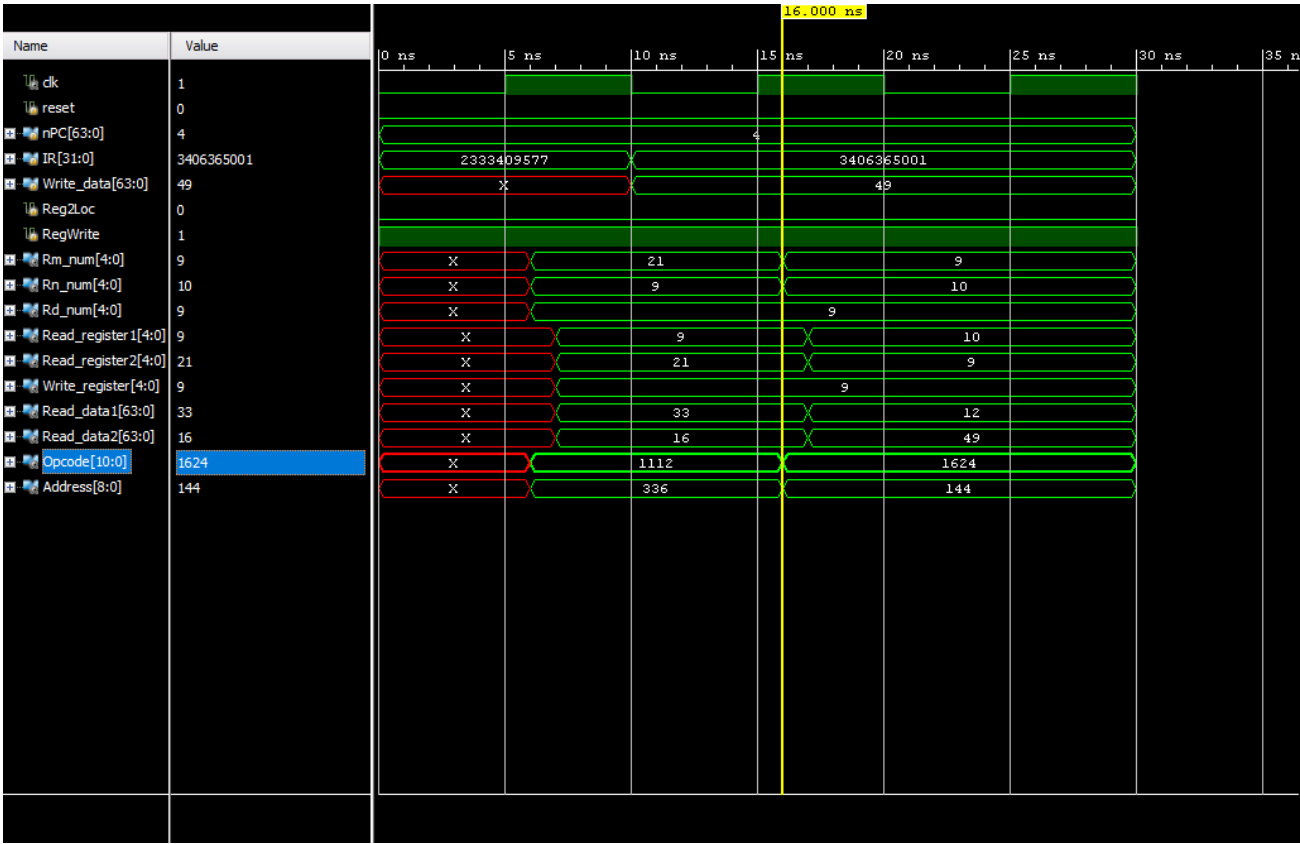 16.000 ns
Name Value
0 ns 5 ns 10 ns 15 ns 20 ns 25 ns 30 ns 35 n
clk 1
reset 0
nPC[63:0] 4 4
IR[31:0] 3406365001 2333409577 3406365001
Write_data[63:0] 49 X 49
Reg2Loc 0
RegWrite 1
Rm_num[4:0] 9 X 21 9
Rn_num[4:0] 10 X 9 10
Rd_num[4:0] 9 X 9
Read_register1[4:0] 9 X 9 10
Read_register2[4:0] 21 X 21 9
Write_register[4:0] 9 X 9
Read_data1[63:0] 33 X 33 12
Read_data2[63:0] 16 X 16 49
Opcode[10:0] 1624 X 1112 1624
Address[8:0] 144 X 336 144